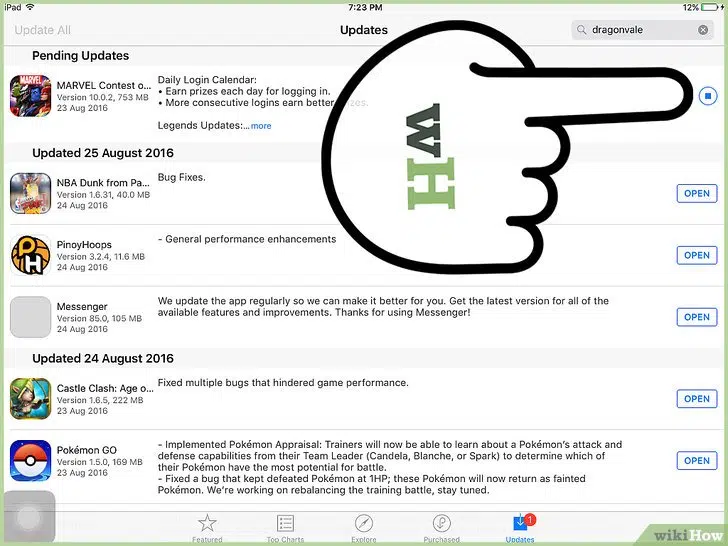 iPad 7:23 PM 12%
Update All Updates dragonvale
Pending Updates
MARVEL Contest o...
Version 10.0.2, 753 MB
23 Aug 2016
Daily Login Calendar:
• Earn prizes each day for logging in.
• More consecutive logins earn better
Legends Updates:... more
Updated 25 August 2016
NBA Dunk from Pa...
Version 1.6.31, 40.0 MB
24 Aug 2016
Bug Fixes.
OPEN
PinoyHoops
Version 3.2.4, 11.6 MB
24 Aug 2016
- General performance enhancements
OPEN
Messenger
Version 85.0, 105 MB
24 Aug 2016
We update the app regularly so we can make it better for you. Get the latest version for all of the
available features and improvements. Thanks for using Messenger!
OPEN
Updated 24 August 2016
Castle Clash: Age o...
Version 1.6.5, 222 MB
23 Aug 2016
Fixed multiple bugs that hindered game performance.
OPEN
Pokémon GO
Version 1.5.0, 169 MB
23 Aug 2016
- Implemented Pokémon Appraisal: Trainers will now be able to learn about a Pokémon's attack and
defense capabilities from their Team Leader (Candela, Blanche, or Spark) to determine which of
their Pokémon have the most potential for battle.
- Fixed a bug that kept defeated Pokémon at 1HP; these Pokémon will now return as fainted
Pokémon. We're working on rebalancing the training battle, stay tuned.
OPEN
Featured Top Charts Explore Purchased Updates
1
MARVEL
wH
wikiHow